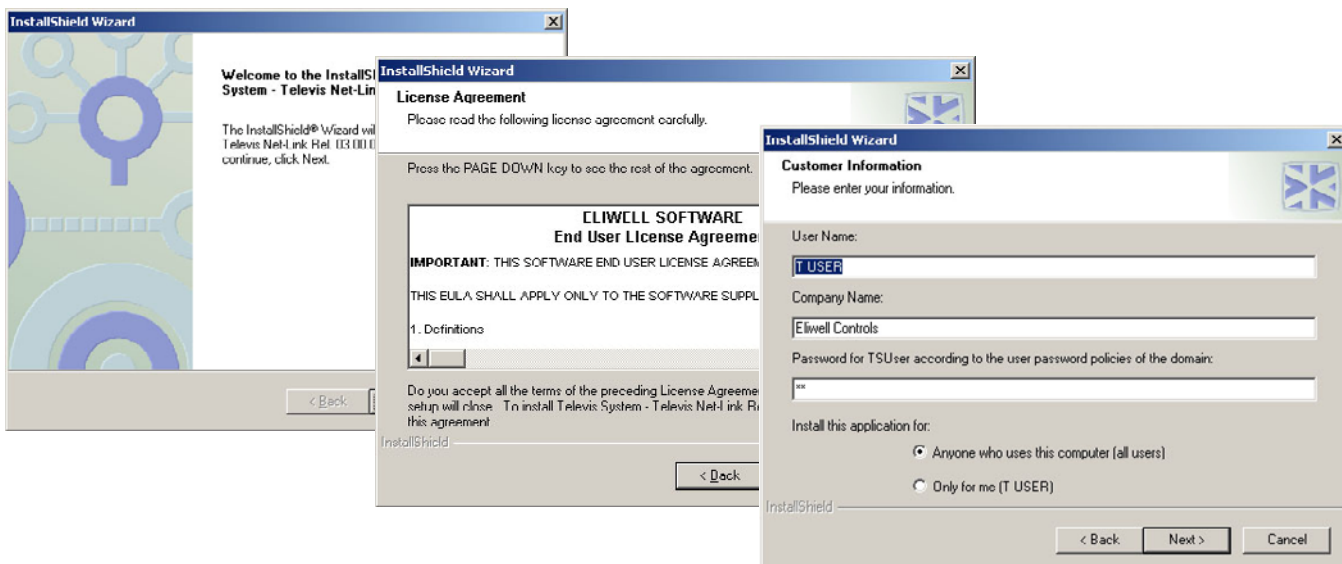 InstallShield Wizard
Welcome to the InstallS
System - Televis Net-Lin
The InstallShield® Wizard wil
Televis Net-Link Rel. 03.00.0
continue, click Next.
< Back
InstallShield Wizard
License Agreement
Please read the following license agreement carefully.
Press the PAGE DOWN key to see the rest of the agreement.
ELIWELL SOFTWARE
End User License Agreeme
IMPORTANT: THIS SOFTWARE END USER LICENSE AGREEM
THIS EULA SHALL APPLY ONLY TO THE SOFTWARE SUPPL
1. Definitions
Do you accept all the terms of the preceding License Agreeme
setup will close. To install Televis System - Televis Net-Link R
this agreement
InstallShield
< Back
InstallShield Wizard
Customer Information
Please enter your information.
User Name:
T USER
Company Name:
Eliwell Controls
Password for TSUser according to the user password policies of the domain:
**
Install this application for:
Anyone who uses this computer (all users)
Only for me (T USER)
InstallShield
< Back
Next >
Cancel